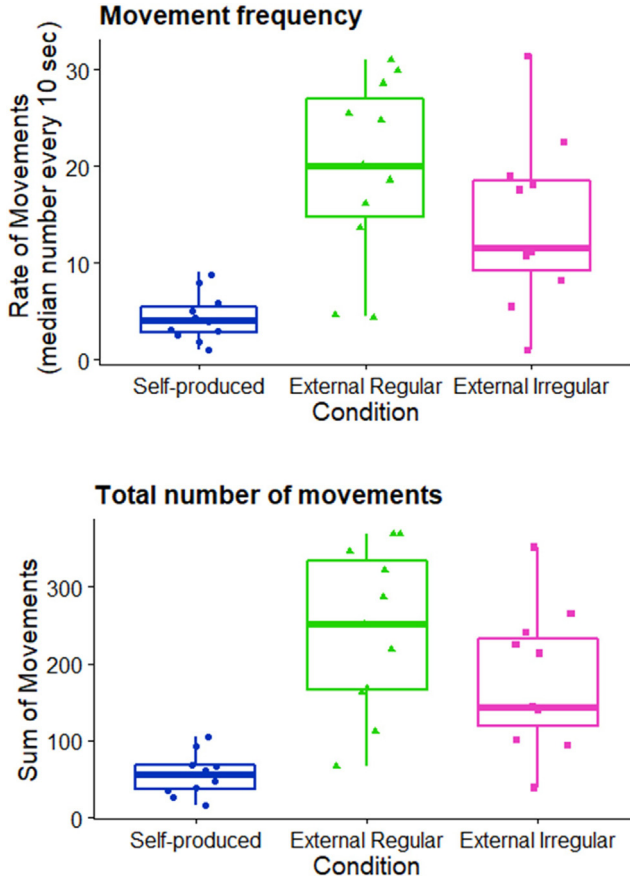 Movement frequency
Rate of Movements
(median number every 10 sec)
30
20
10
0
Self-produced External Regular External Irregular
Condition
Total number of movements
Sum of Movements
300
200
100
0
Self-produced External Regular External Irregular
Condition